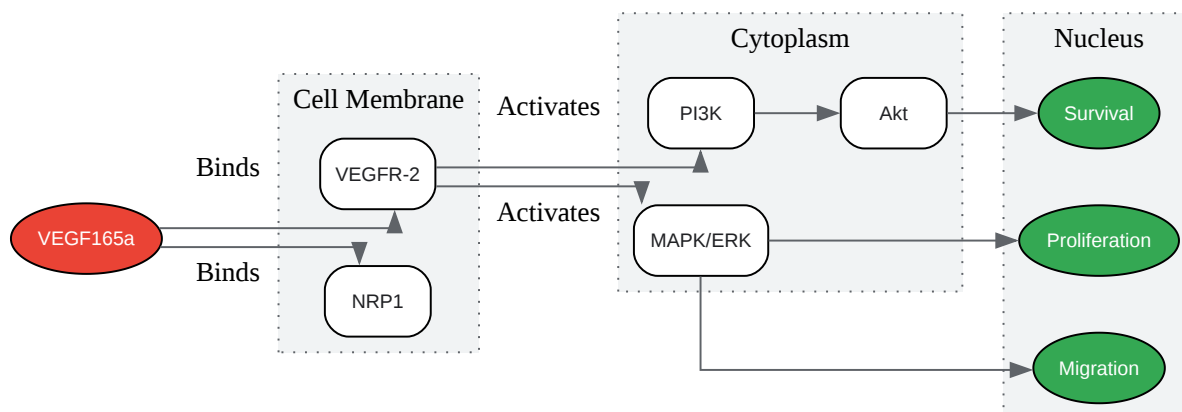 Cytoplasm
Nucleus
Cell Membrane
Activates
PI3K
Akt
Survival
Binds
VEGFR-2
Activates
VEGF165a
MAPK/ERK
Proliferation
Binds
NRP1
Migration